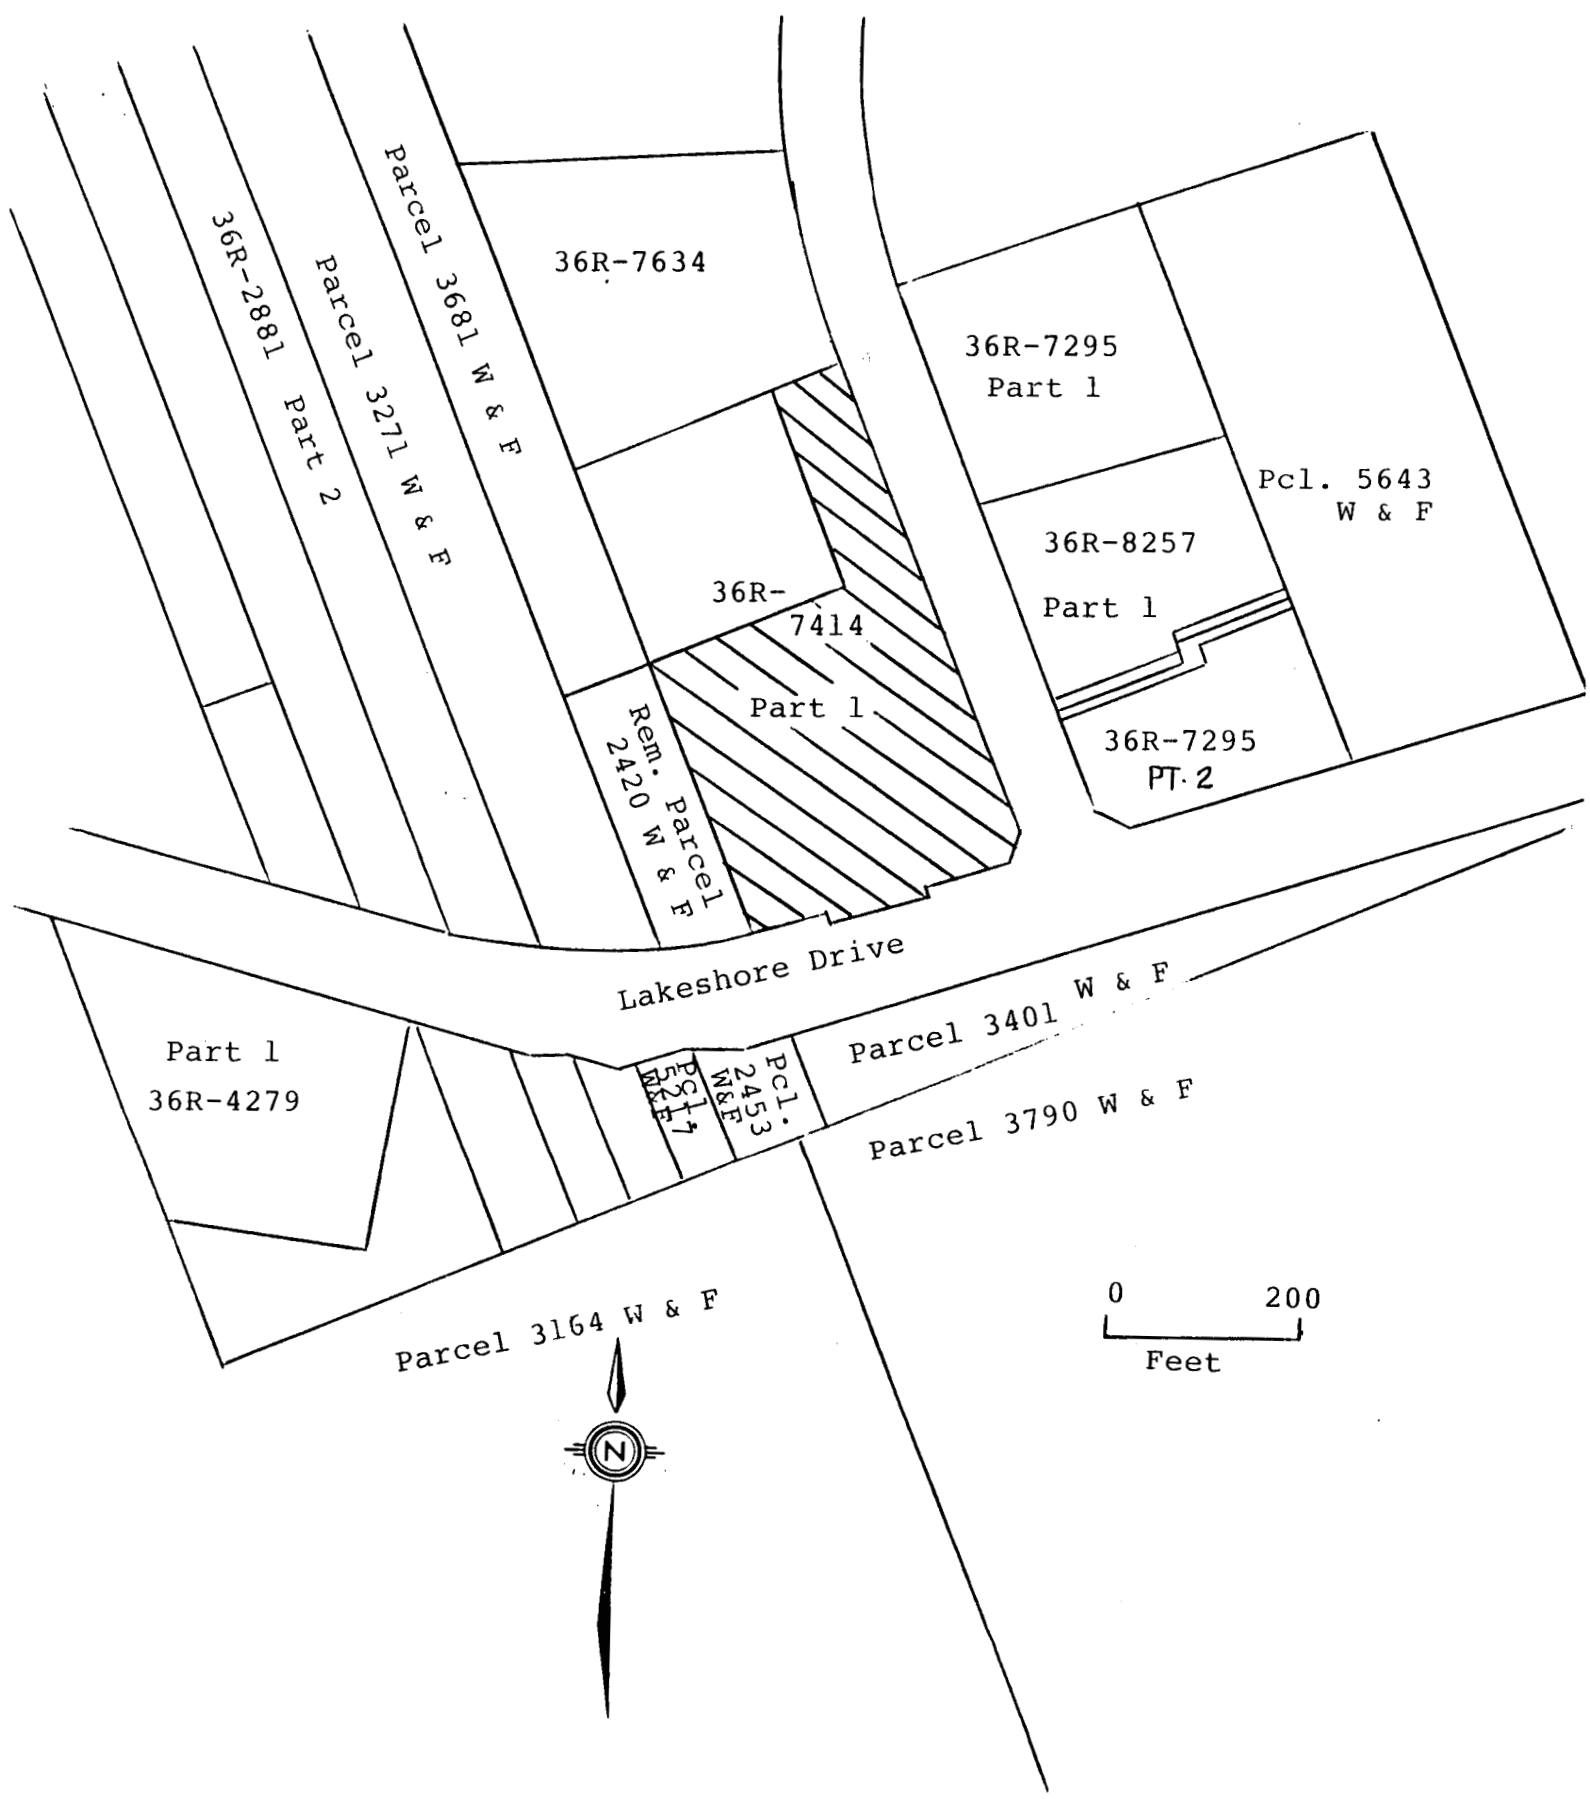 Parcel 3681 W & F
36R-7634
36R-2881 Part 2
Parcel 3271 W & F
36R-7295
Part 1
Pcl. 5643
W & F
36R-8257
Part 1
36R-
7414
Part 1
Rem. Parcel
2420 W & F
36R-7295
PT. 2
Lakeshore Drive
Parcel 3401 W & F
Part 1
36R-4279
Pcl.
5217
W&F
Pcl.
2453
W&F
Parcel 3790 W & F
Parcel 3164 W & F
0 200
Feet
N